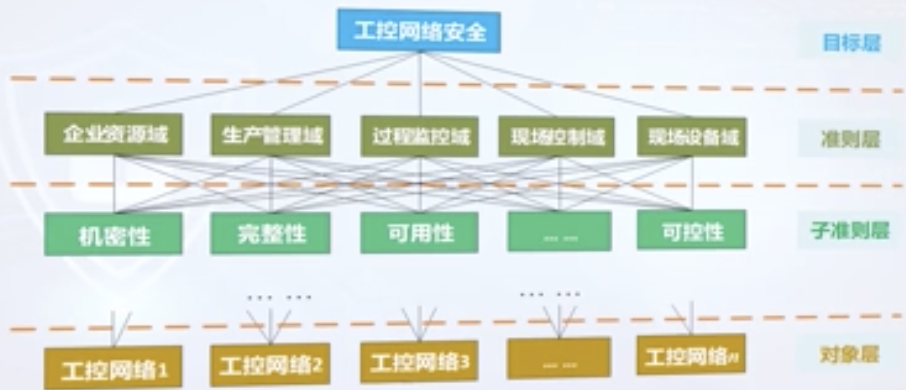 工控网络安全
目标层
企业资源域 生产管理域 过程监控域 现场控制域 现场设备域 准则层
机密性 完整性 可用性 ... ... 可控性 子准则层
... ... ... ...
工控网络1 工控网络2 工控网络3 ... ... 工控网络n 对象层